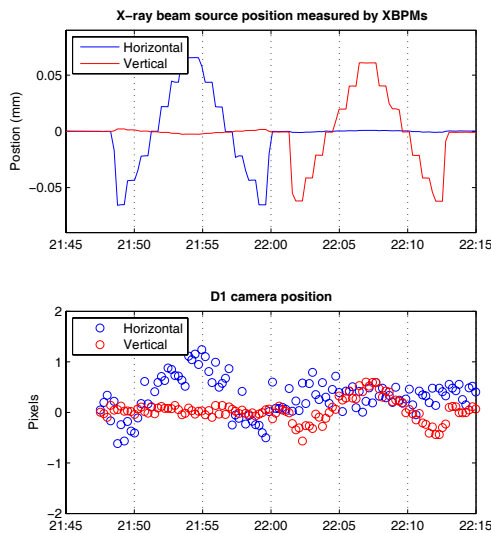 X-ray beam source position measured by XBPMs
Horizontal
Vertical
0.05
0
-0.05
Postion (mm)
21:45 21:50 21:55 22:00 22:05 22:10 22:15
D1 camera position
Horizontal
Vertical
2
1
0
-1
-2
Pixels
21:45 21:50 21:55 22:00 22:05 22:10 22:15